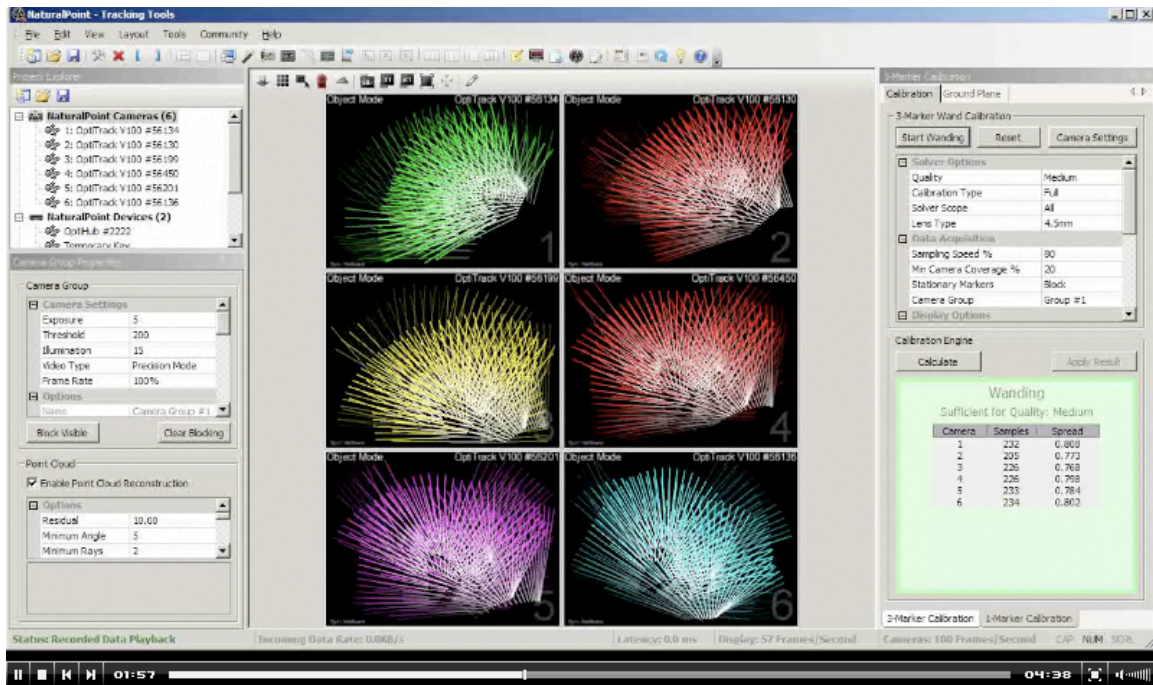 NaturalPoint - Tracking Tools
File Edit View Layout Tools Community Help
Project Explorer
NaturalPoint Cameras (6)
1: OptiTrack V100 #56134
2: OptiTrack V100 #56130
3: OptiTrack V100 #56199
4: OptiTrack V100 #56450
5: OptiTrack V100 #56201
6: OptiTrack V100 #56136
NaturalPoint Devices (2)
OptiHub #2222
Temporary Key
Camera Group Properties
Camera Group
Camera Settings
Exposure 5
Threshold 200
Illumination 15
Video Type Precision Mode
Frame Rate 100%
Options
Name Camera Group #1
Block Visible Clear Blocking
Point Cloud
Enable Point Cloud Reconstruction
Options
Residual 10.00
Minimum Angle 5
Minimum Rays 2
Object Mode OptiTrack V100 #56134
1
Object Mode OptiTrack V100 #56130
2
Object Mode OptiTrack V100 #56199
3
Object Mode OptiTrack V100 #56450
4
Object Mode OptiTrack V100 #56201
5
Object Mode OptiTrack V100 #56136
6
3-Marker Calibration
Calibration Ground Plane
3-Marker Wand Calibration
Start Wanding Reset Camera Settings
Solver Options
Quality Medium
Calibration Type Full
Solver Scope All
Lens Type 4.5mm
Data Acquisition
Sampling Speed % 80
Min Camera Coverage % 20
Stationary Markers Block
Camera Group Group #1
Display Options
Calibration Engine
Calculate Apply Result
Wanding
Sufficient for Quality: Medium
Camera Samples Spread
1 232 0.808
2 205 0.773
3 226 0.768
4 226 0.798
5 233 0.784
6 234 0.802
3-Marker Calibration 1-Marker Calibration
Status: Recorded Data Playback Incoming Data Rate: 0.0KB/s Latency: 0.0 ms Display: 57 Frames/Second Cameras: 100 Frames/Second CAP NUM SCRL
01:57 04:38